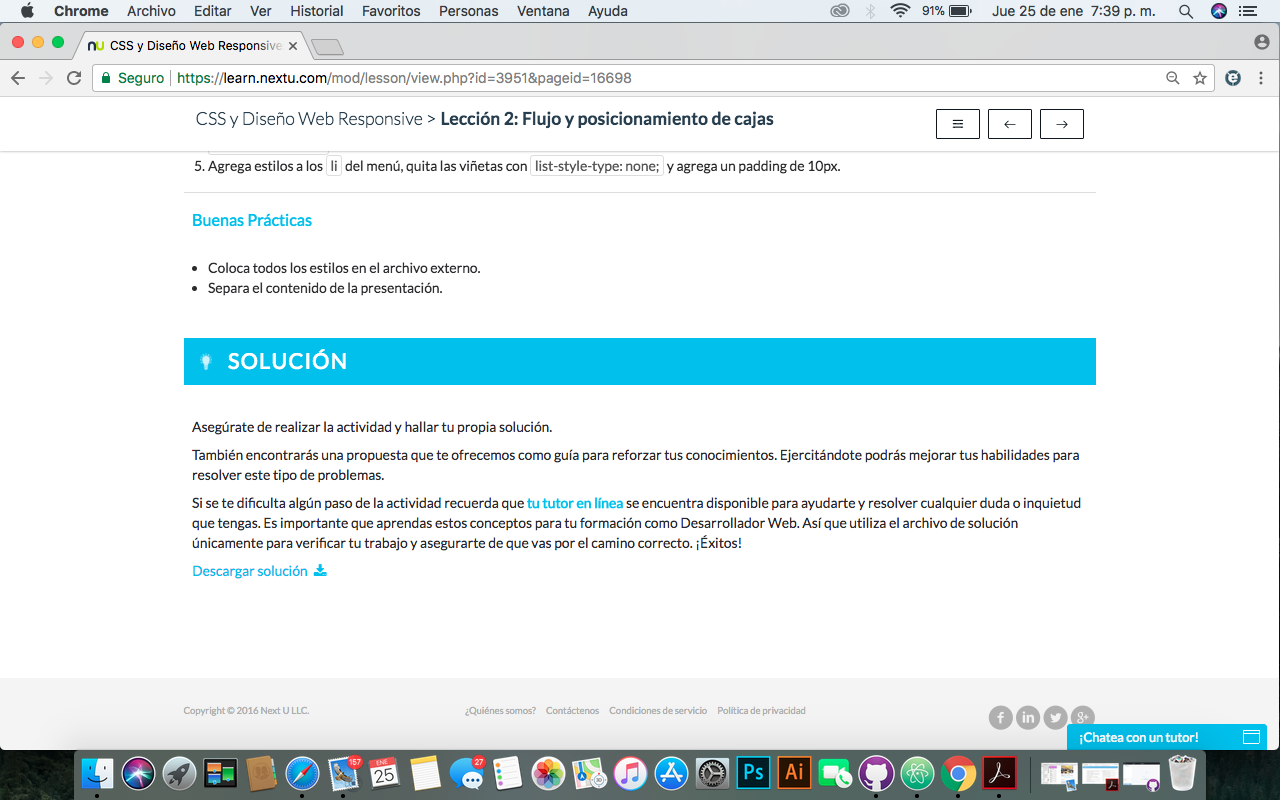 Chrome Archivo Editar Ver Historial Favoritos Personas Ventana Ayuda 91% Jue 25 de ene 7:39 p. m.
nu CSS y Diseño Web Responsive
Seguro https://learn.nextu.com/mod/lesson/view.php?id=3951&pageid=16698
CSS y Diseño Web Responsive > Lección 2: Flujo y posicionamiento de cajas
5. Agrega estilos a los li del menú, quita las viñetas con list-style-type: none; y agrega un padding de 10px.
Buenas Prácticas
• Coloca todos los estilos en el archivo externo.
• Separa el contenido de la presentación.
SOLUCIÓN
Asegúrate de realizar la actividad y hallar tu propia solución.
También encontrarás una propuesta que te ofrecemos como guía para reforzar tus conocimientos. Ejercitándote podrás mejorar tus habilidades para
resolver este tipo de problemas.
Si se te dificulta algún paso de la actividad recuerda que tu tutor en línea se encuentra disponible para ayudarte y resolver cualquier duda o inquietud
que tengas. Es importante que aprendas estos conceptos para tu formación como Desarrollador Web. Así que utiliza el archivo de solución
únicamente para verificar tu trabajo y asegurarte de que vas por el camino correcto. ¡Éxitos!
Descargar solución
Copyright © 2016 Next U LLC. ¿Quiénes somos? Contáctenos Condiciones de servicio Política de privacidad
f in g+
¡Chatea con un tutor!
157 ENE 25 27 Ps Ai